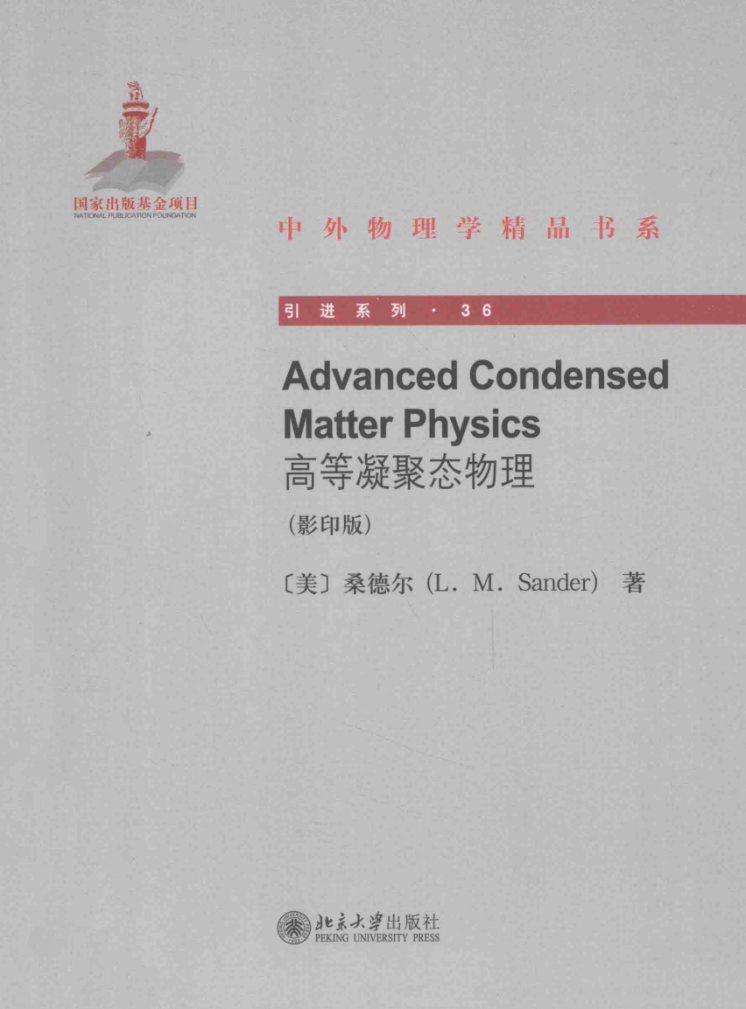 国家出版基金项目
NATIONAL PUBLICATION FOUNDATION
中外物理学精品书系
引进系列·36
Advanced Condensed
Matter Physics
高等凝聚态物理
(影印版)
〔美〕桑德尔 (L. M. Sander) 著
北京大学出版社
PEKING UNIVERSITY PRESS